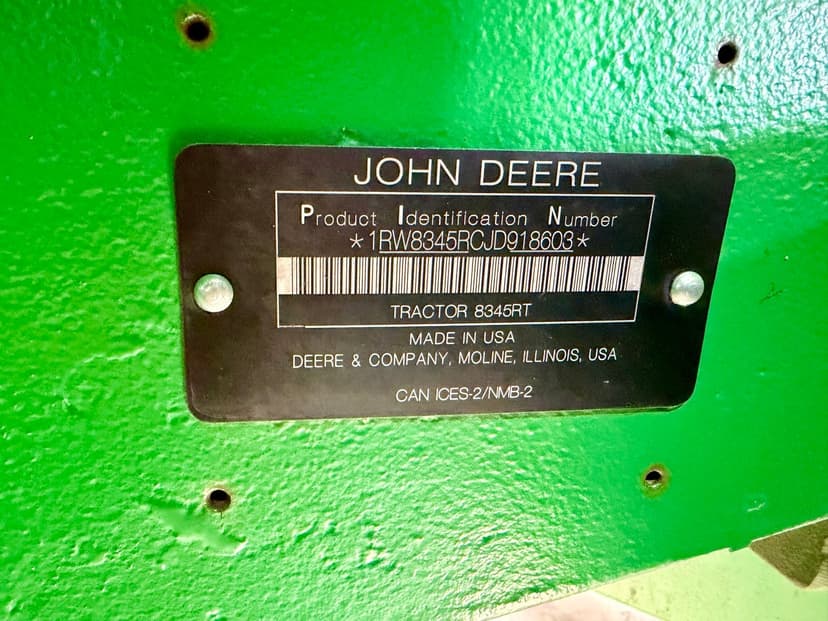 JOHN DEERE
Product Identification Number
*1RW8345RCJD918603*
TRACTOR 8345RT
MADE IN USA
DEERE & COMPANY, MOLINE, ILLINOIS, USA
CAN ICES-2/NMB-2